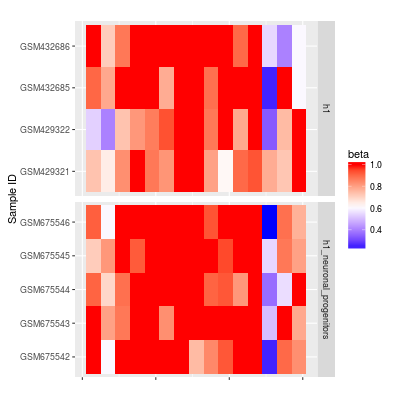 Sample ID
GSM432686
GSM432685
GSM429322
GSM429321
h1
GSM675546
GSM675545
GSM675544
GSM675543
GSM675542
h1_neuronal_progenitors
beta
1.0
0.8
0.6
0.4